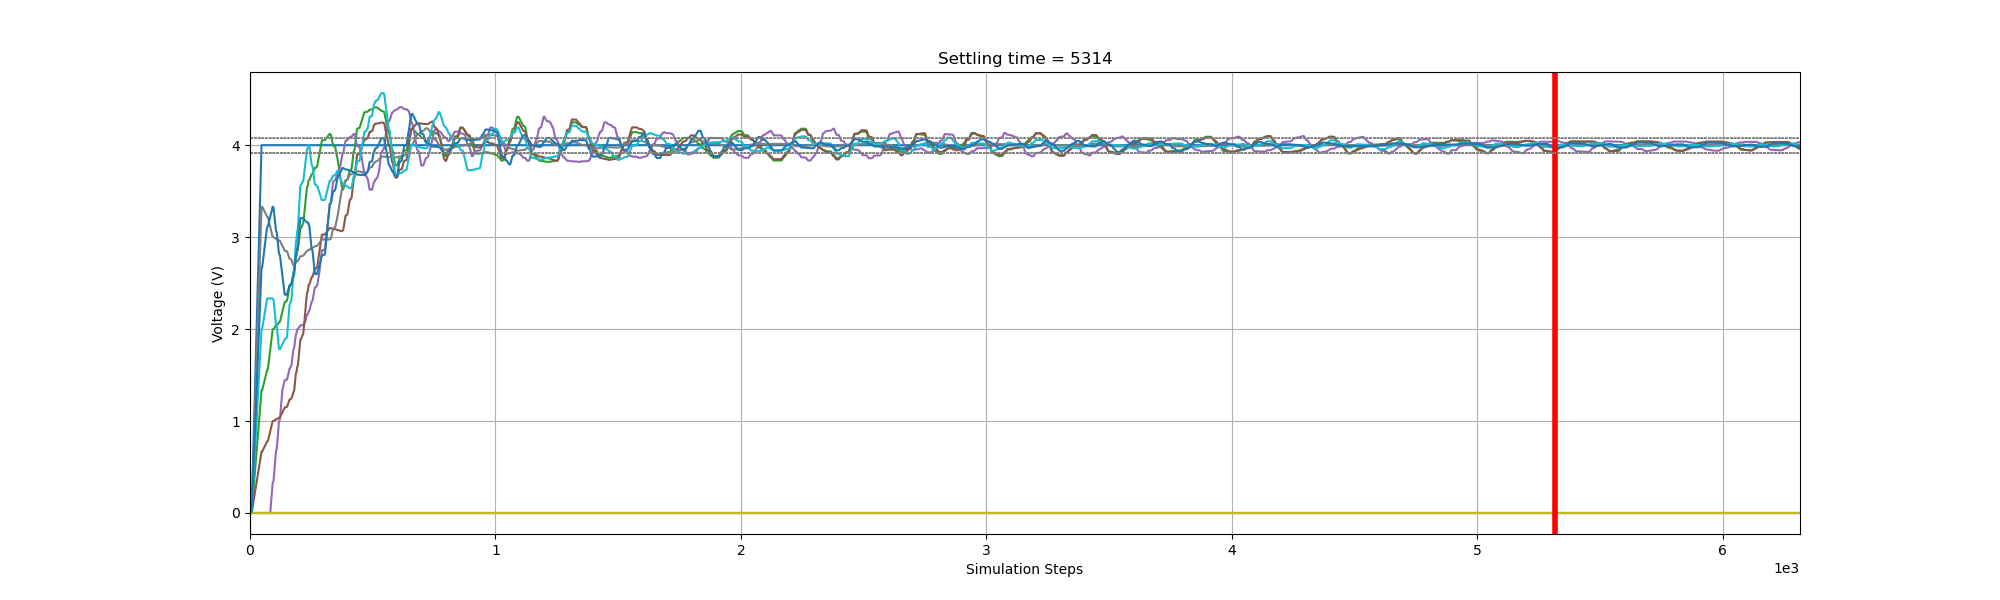 Settling time = 5314
Voltage (V)
4
3
2
1
0
0 1 2 3 4 5 6
Simulation Steps
1e3